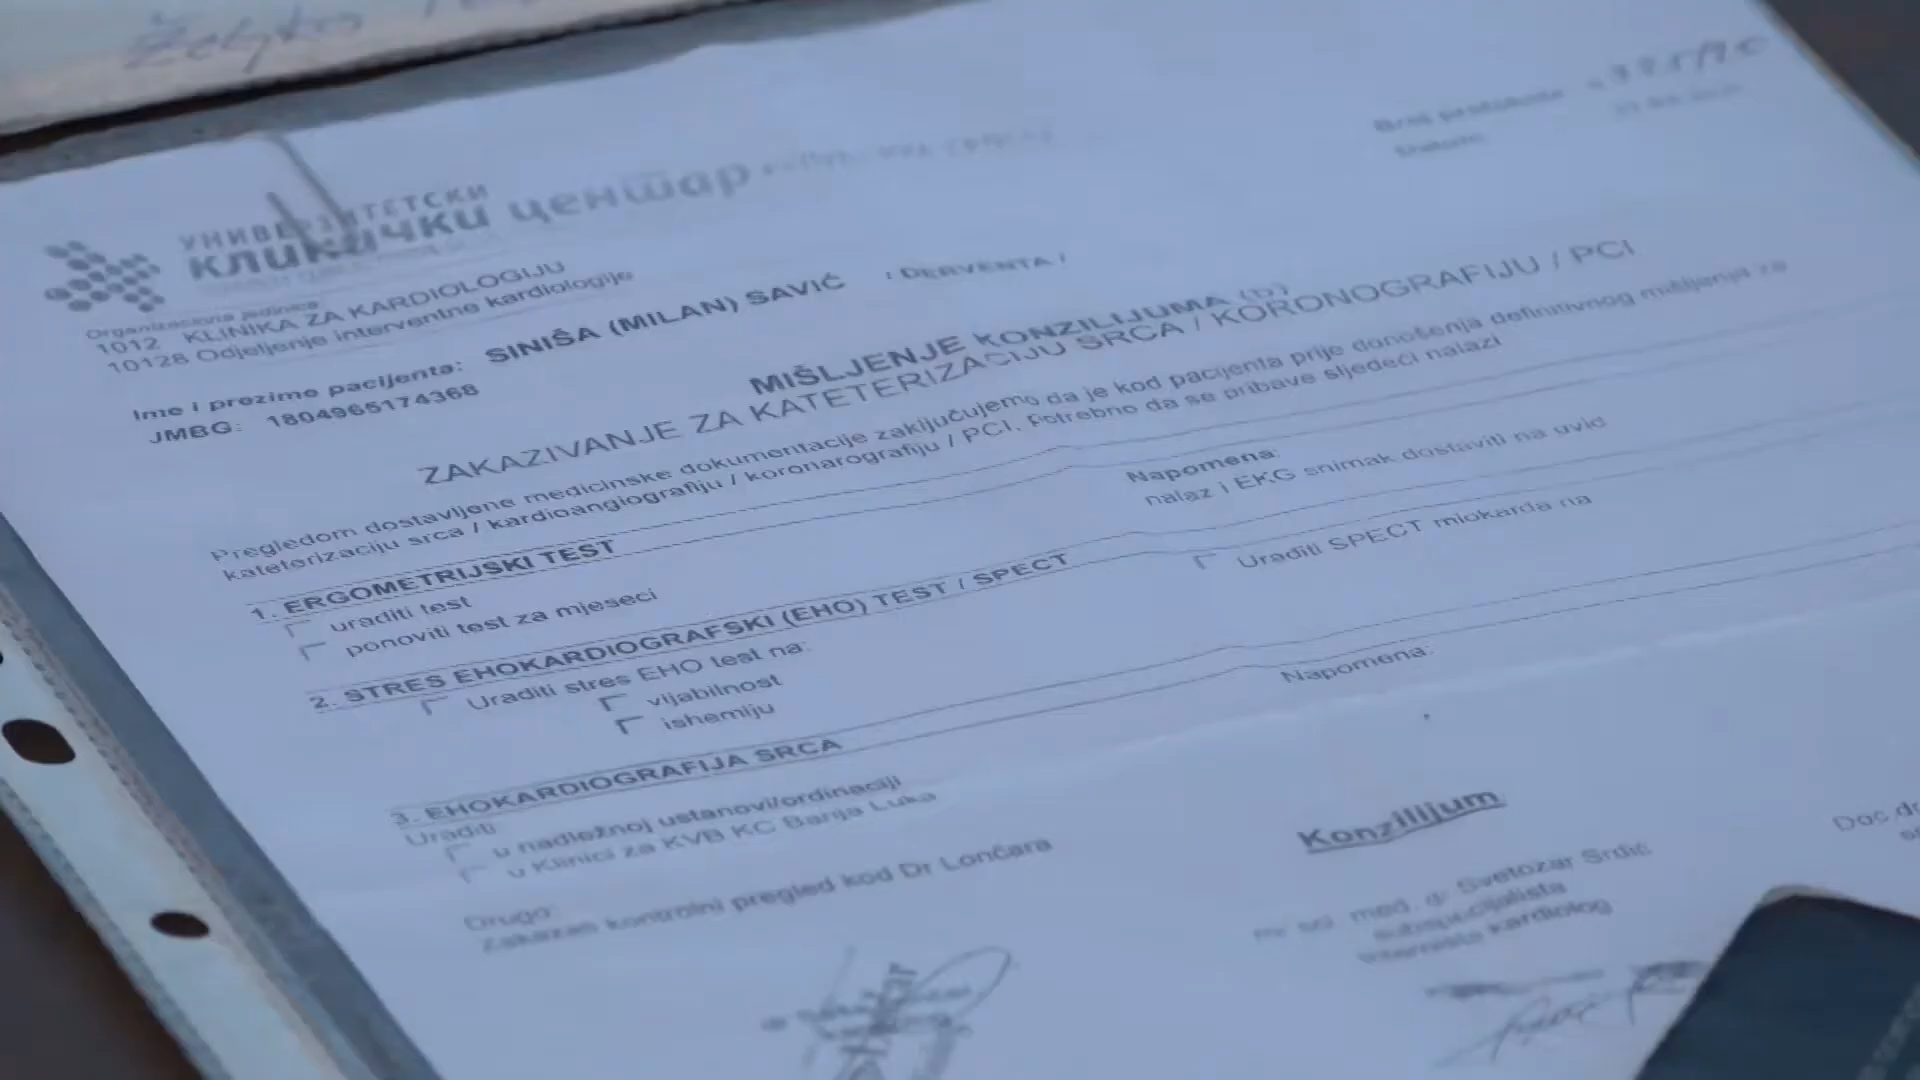 УНИВЕРЗИТЕТСКИ
клинички центар
Organizaciona jedinica
1012 KLINIKA ZA KARDIOLOGIJU
10128 Odjeljenje interventne kardiologije
Ime i prezime pacijenta: SINIŠA (MILAN) SAVIĆ / DERVENTA /
JMBG: 1804965174368
MIŠLJENJE KONZILIJUMA (D)
ZAKAZIVANJE ZA KATETERIZACIJU SRCA / KORONOGRAFIJU / PCI
Pregledom dostavljene medicinske dokumentacije zaključujemo da je kod pacijenta prije donošenja definitivnog mišljenja za
kateterizaciju srca / kardioangiografiju / koronarografiju / PCI. Potrebno da se pribave sljedeći nalazi
1. ERGOMETRIJSKI TEST
uraditi test
ponoviti test za mjeseci
Napomena:
nalaz i EKG snimak dostaviti na uvid
2. STRES EHOKARDIOGRAFSKI (EHO) TEST / SPECT
Uraditi stres EHO test na:
vijabilnost
ishemiju
Uraditi SPECT miokarda na
3. EHOKARDIOGRAFIJA SRCA
Uraditi
u nadležnoj ustanovi/ordinaciji
u Klinici za KVB KC Banja Luka
Napomena:
Drugo:
Zakazan kontrolni pregled kod Dr Lončara
Konzilijum
mr sci. med. dr Svetozar Srdić
subspecijalista
internista kardiolog